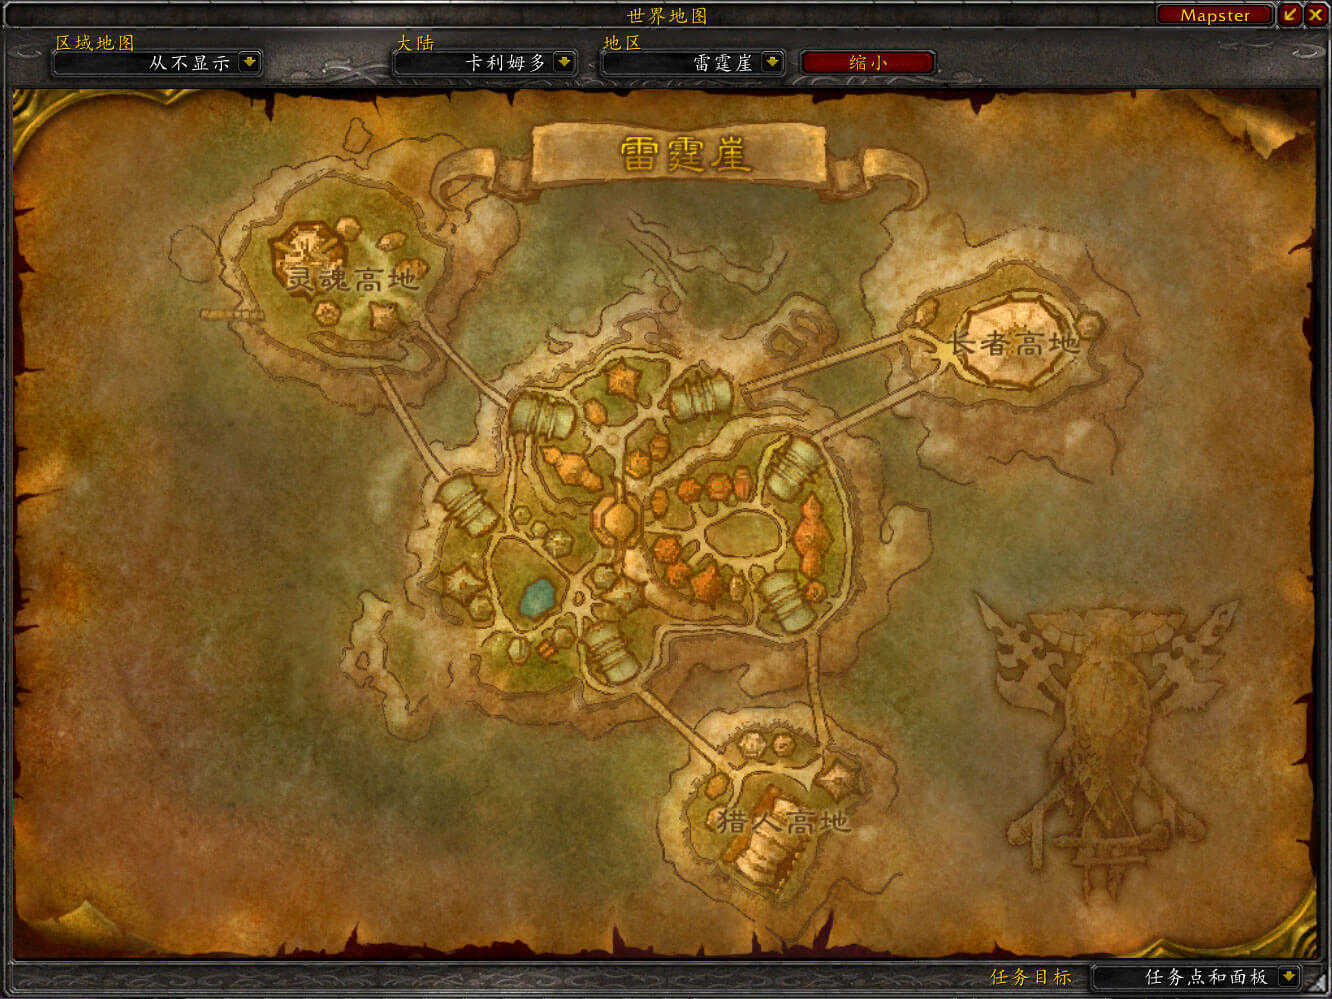 世界地图
Mapster
区域地图
从不显示
大陆
卡利姆多
地区
雷霆崖
缩小
雷霆崖
灵魂高地
长者高地
猎人高地
任务目标
任务点和面板